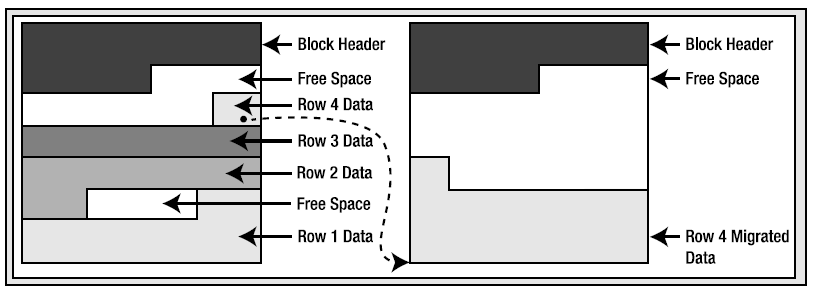 Block Header
Free Space
Row 4 Data
Row 3 Data
Row 2 Data
Free Space
Row 1 Data
Block Header
Free Space
Row 4 Migrated
Data